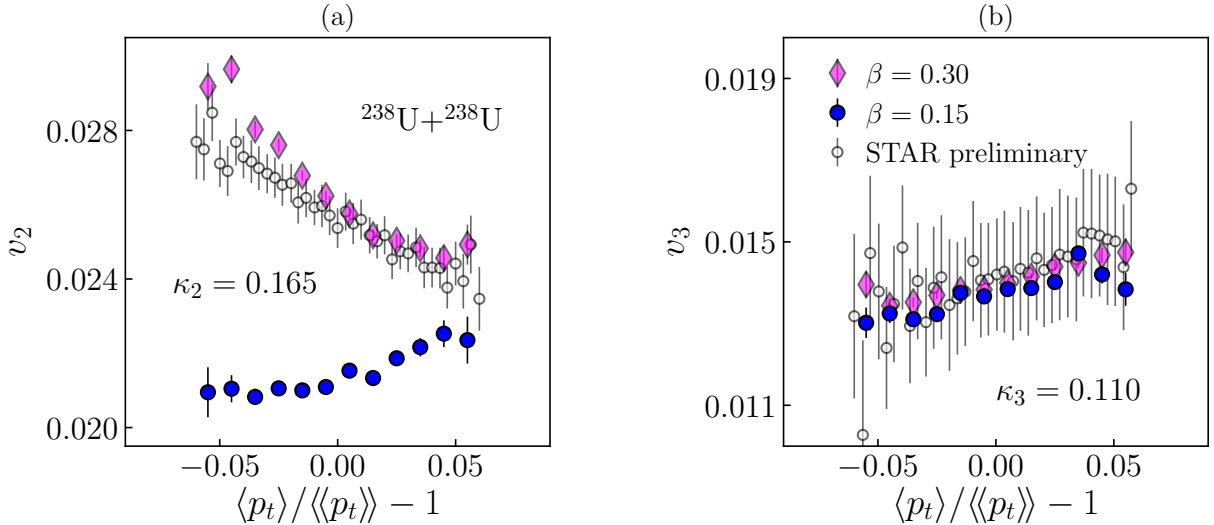 (a)
0.028
0.024
0.020
v₂
²³⁸U+²³⁸U
κ₂ = 0.165
−0.05
0.00
0.05
⟨pₜ⟩/⟨⟨pₜ⟩⟩ − 1
(b)
0.019
0.015
0.011
v₃
β = 0.30
β = 0.15
STAR preliminary
κ₃ = 0.110
−0.05
0.00
0.05
⟨pₜ⟩/⟨⟨pₜ⟩⟩ − 1